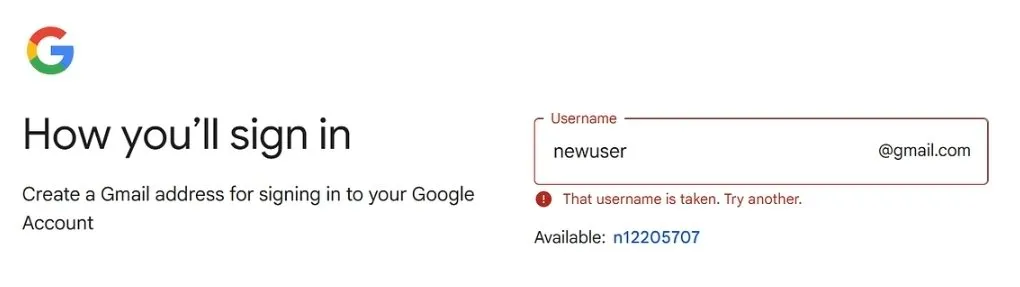 How you'll sign in
Create a Gmail address for signing in to your Google
Account
Username
newuser @gmail.com
That username is taken. Try another.
Available: n12205707